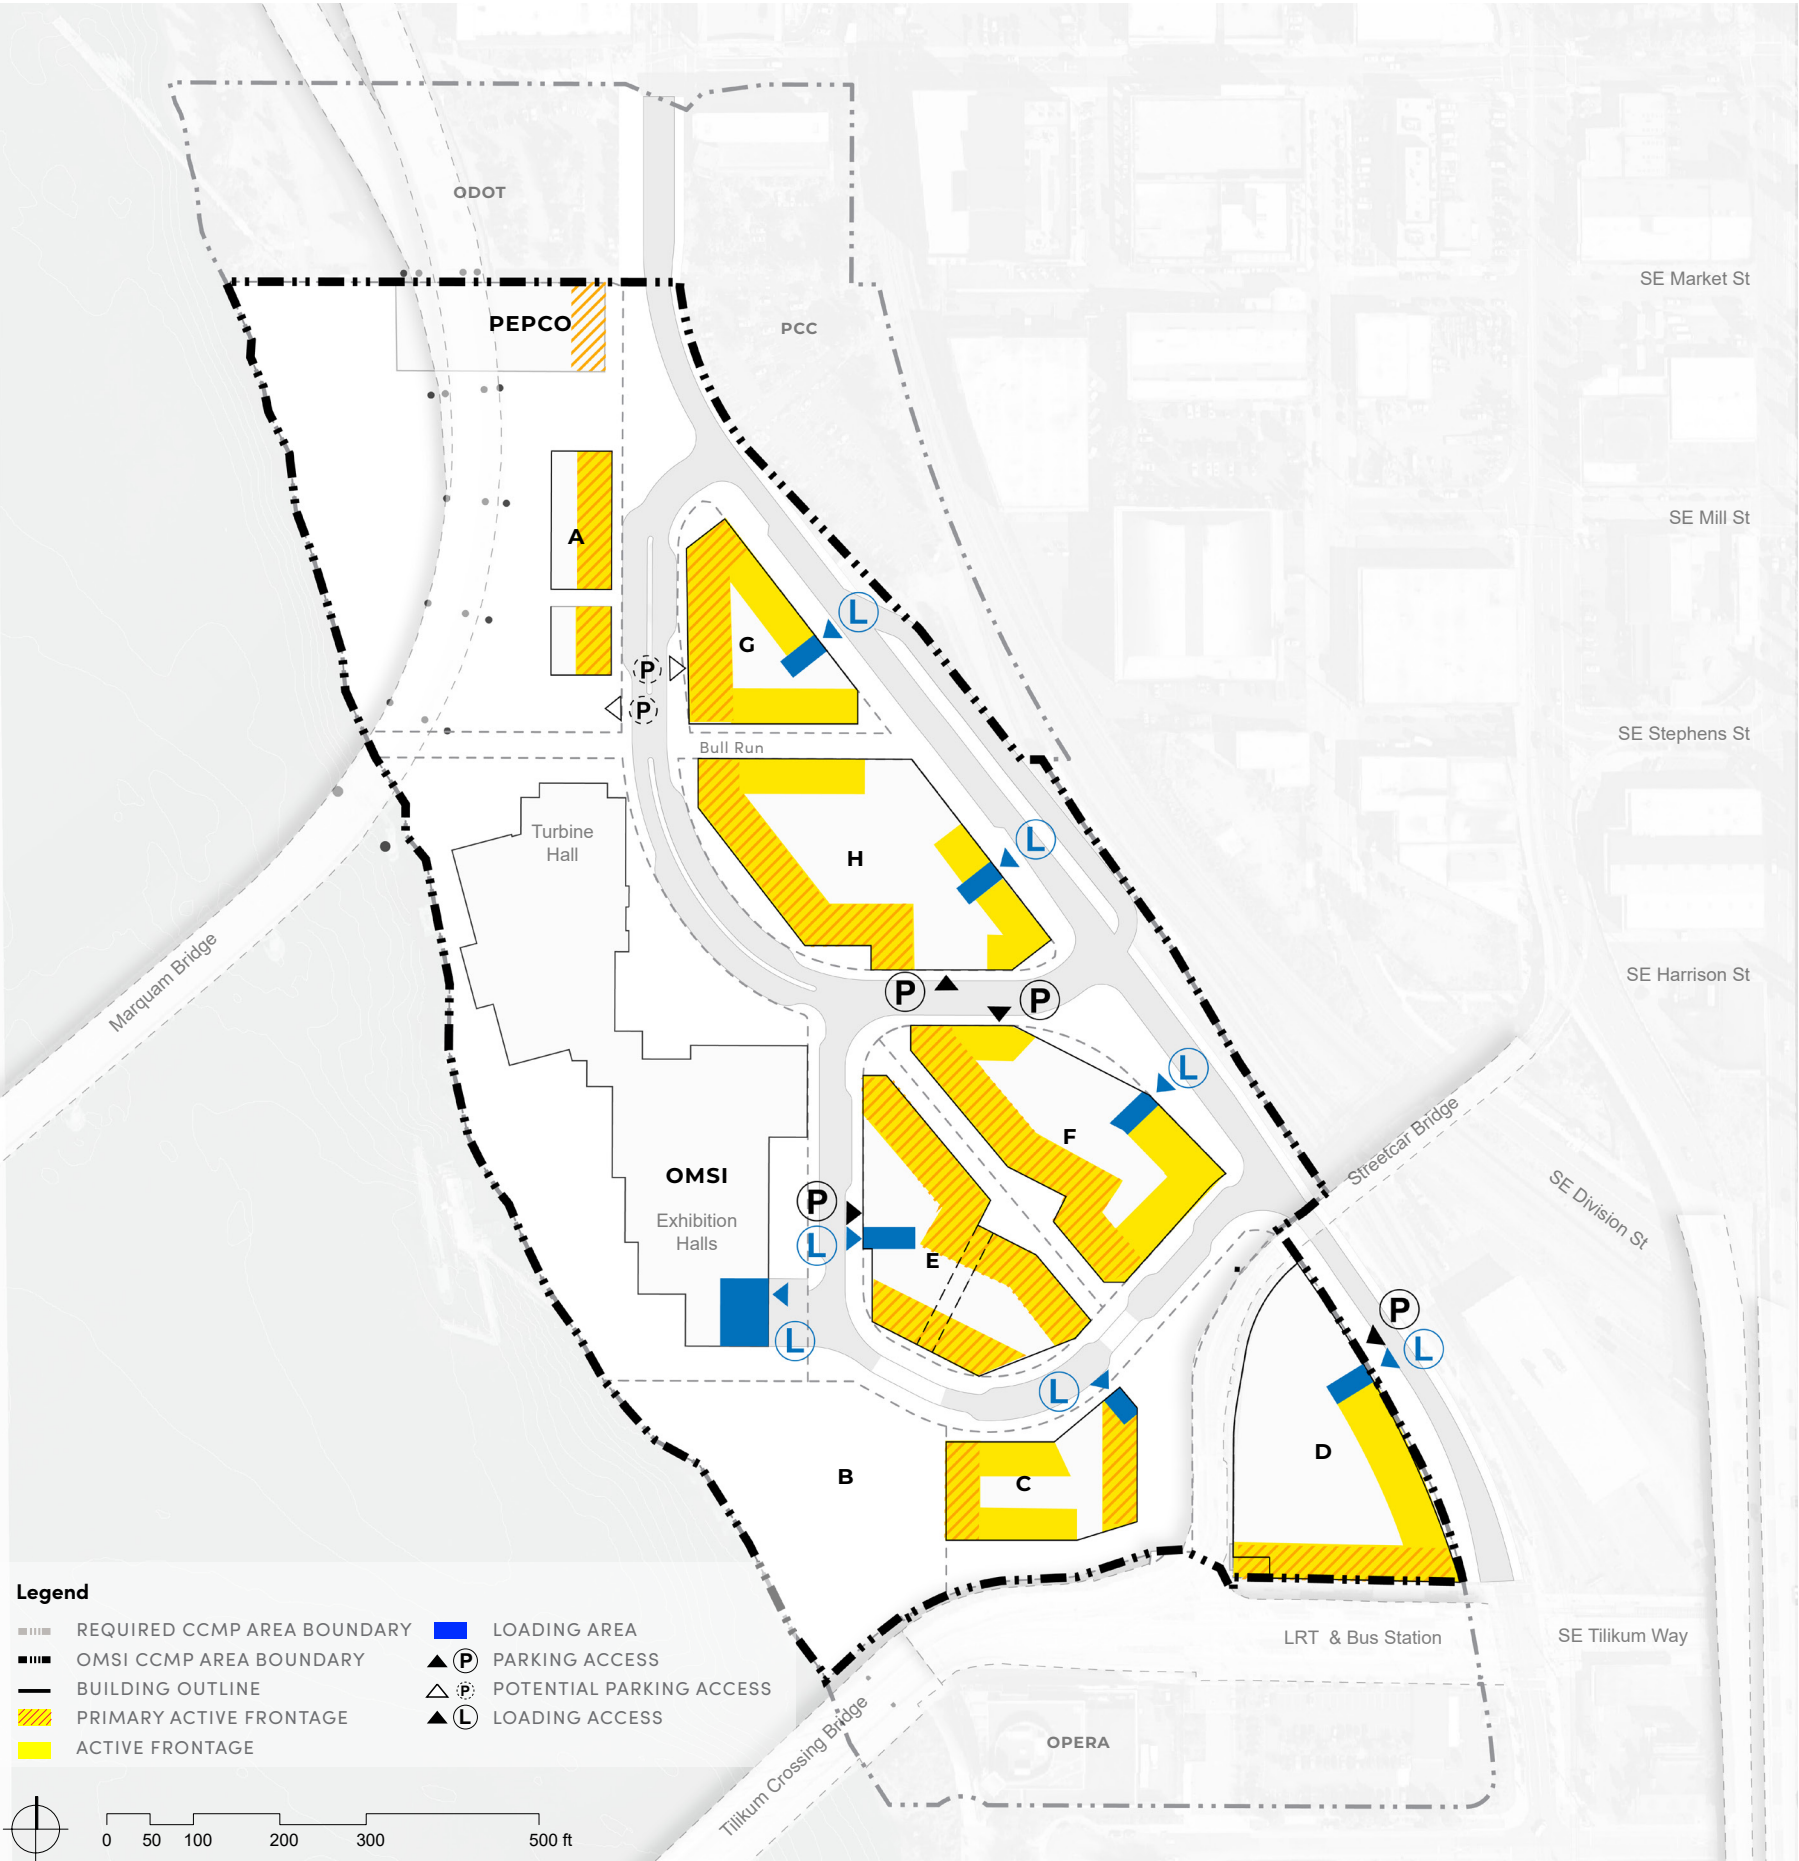 ODOT
SE Market St
PEPCO
PCC
SE Mill St
A
L
G
P
P
SE Stephens St
Bull Run
Turbine
Hall
L
H
Marquam Bridge
SE Harrison St
P
P
L
Streetcar Bridge
F
OMSI
P
SE Division St
Exhibition
Halls
L
E
P
L
L
L
D
B
C
Legend
REQUIRED CCMP AREA BOUNDARY
OMSI CCMP AREA BOUNDARY
BUILDING OUTLINE
PRIMARY ACTIVE FRONTAGE
ACTIVE FRONTAGE
LOADING AREA
P PARKING ACCESS
P POTENTIAL PARKING ACCESS
L LOADING ACCESS
LRT & Bus Station
SE Tilikum Way
Tilikum Crossing Bridge
OPERA
0 50 100 200 300 500 ft